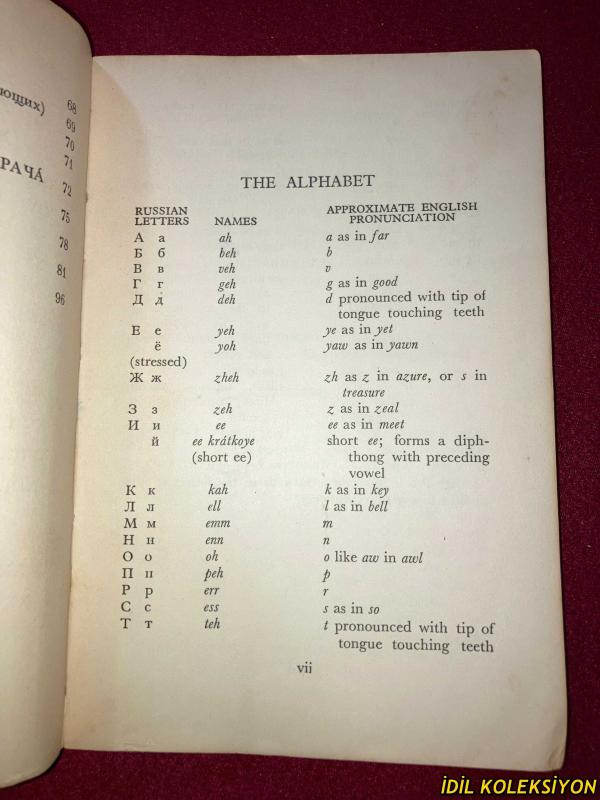 ющих) 68
69
70
71
РАЧА́ 72
75
78
81
96
THE ALPHABET
RUSSIAN LETTERS NAMES APPROXIMATE ENGLISH PRONUNCIATION
А а ah a as in far
Б б beh b
В в veh v
Г г geh g as in good
Д д deh d pronounced with tip of
tongue touching teeth
Е е yeh ye as in yet
ё yoh yaw as in yawn
(stressed)
Ж ж zheh zh as z in azure, or s in
treasure
З з zeh z as in zeal
И и ee ee as in meet
й ee krátkoye short ee; forms a diph-
(short ee) thong with preceding
vowel
К к kah k as in key
Л л ell l as in bell
М м emm m
Н н enn n
О о oh o like aw in awl
П п peh p
Р р err r
С с ess s as in so
Т т teh t pronounced with tip of
tongue touching teeth
vii
İDİL KOLEKSİYON